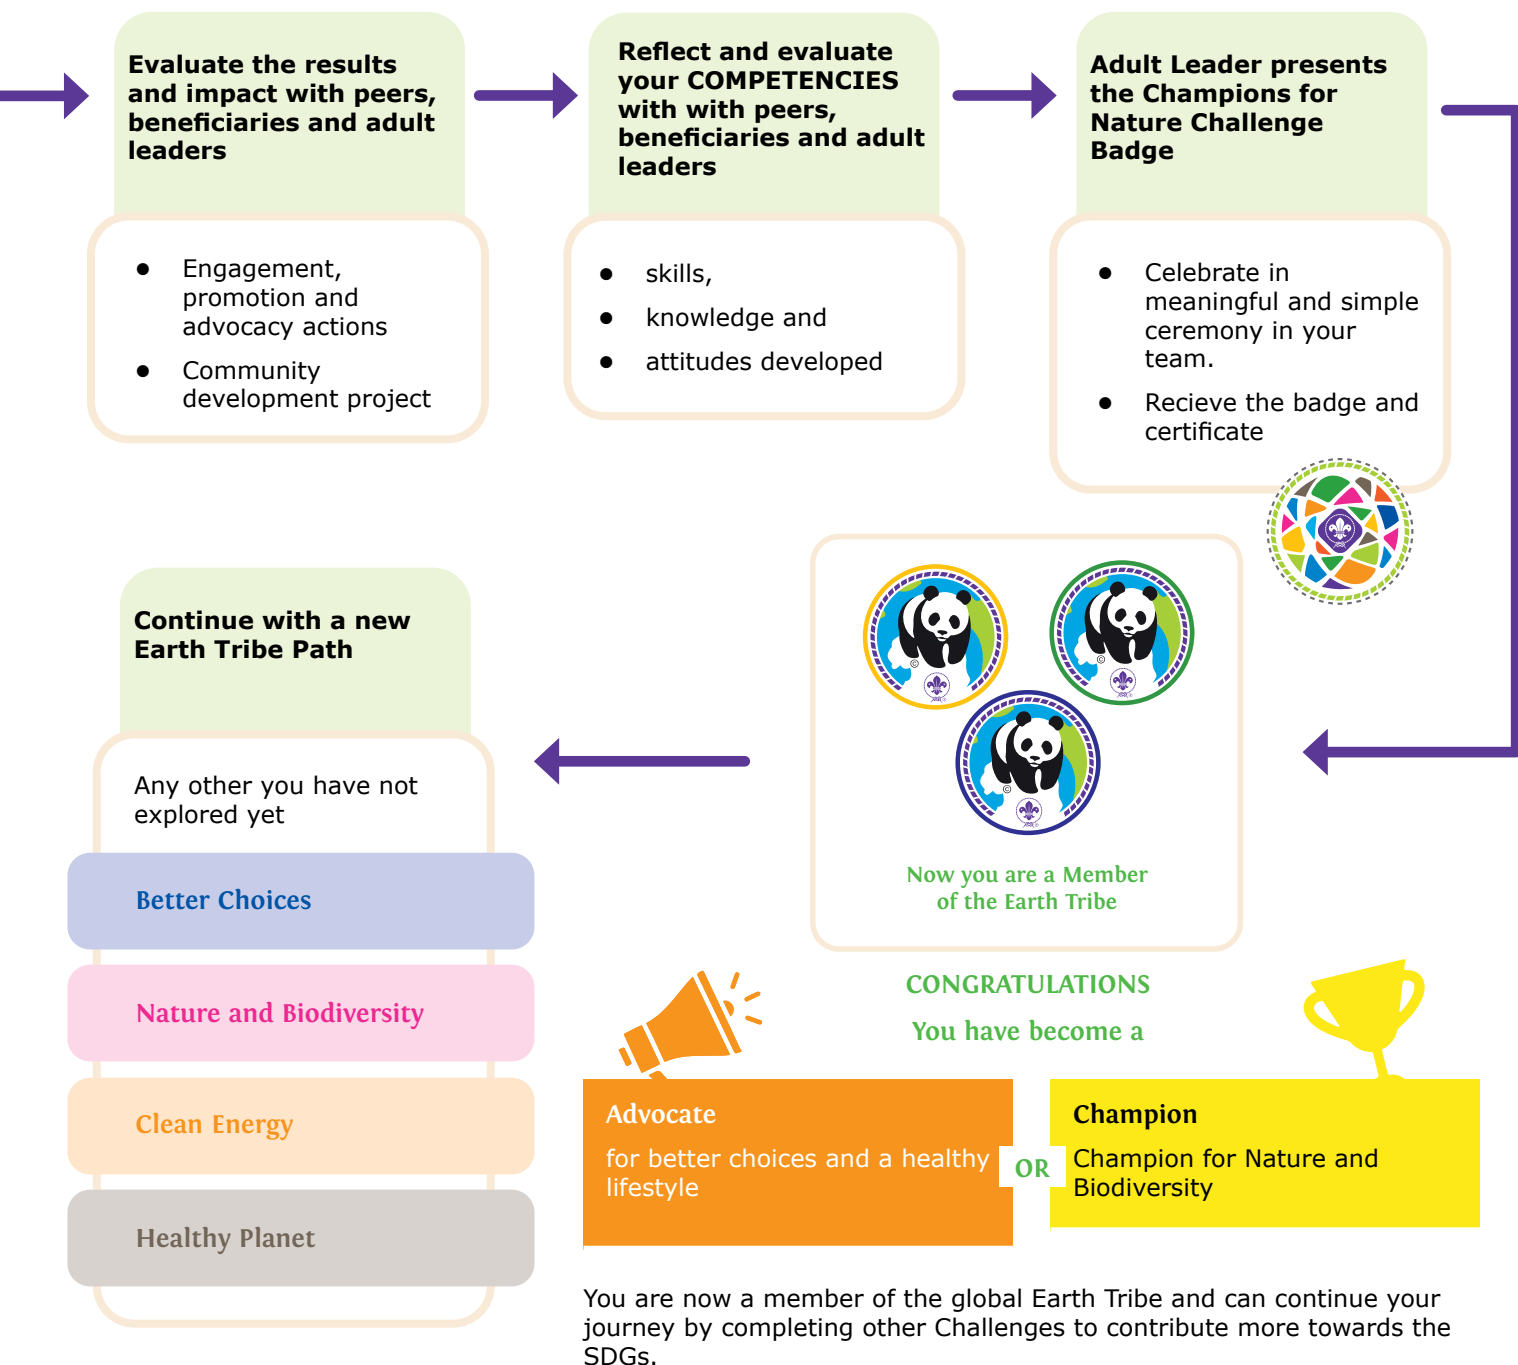 Evaluate the results
and impact with peers,
beneficiaries and adult
leaders
● Engagement,
promotion and
advocacy actions
● Community
development project
Reflect and evaluate
your COMPETENCIES
with with peers,
beneficiaries and adult
leaders
● skills,
● knowledge and
● attitudes developed
Adult Leader presents
the Champions for
Nature Challenge
Badge
● Celebrate in
meaningful and simple
ceremony in your
team.
● Recieve the badge and
certificate
©
©
©
Now you are a Member
of the Earth Tribe
CONGRATULATIONS
You have become a
Advocate
for better choices and a healthy
lifestyle
OR
Champion
Champion for Nature and
Biodiversity
You are now a member of the global Earth Tribe and can continue your
journey by completing other Challenges to contribute more towards the
SDGs.
Continue with a new
Earth Tribe Path
Any other you have not
explored yet
Better Choices
Nature and Biodiversity
Clean Energy
Healthy Planet